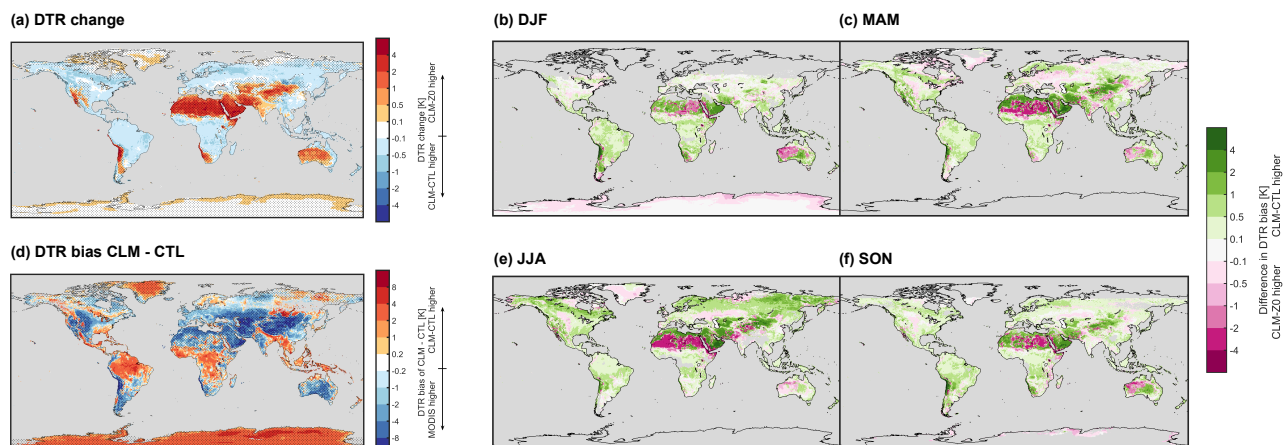 (a) DTR change
(b) DJF
(c) MAM
4
2
1
0.5
0.1
-0.1
-0.5
-1
-2
-4
DTR change [K]
CLM-CTL higher CLM-Z0 higher
(d) DTR bias CLM - CTL
(e) JJA
(f) SON
8
4
2
1
0.2
-0.2
-1
-2
-4
-8
DTR bias of CLM - CTL [K]
MODIS higher CLM-CTL higher
4
2
1
0.5
0.1
-0.1
-0.5
-1
-2
-4
Difference in DTR bias [K]
CLM-Z0 higher CLM-CTL higher